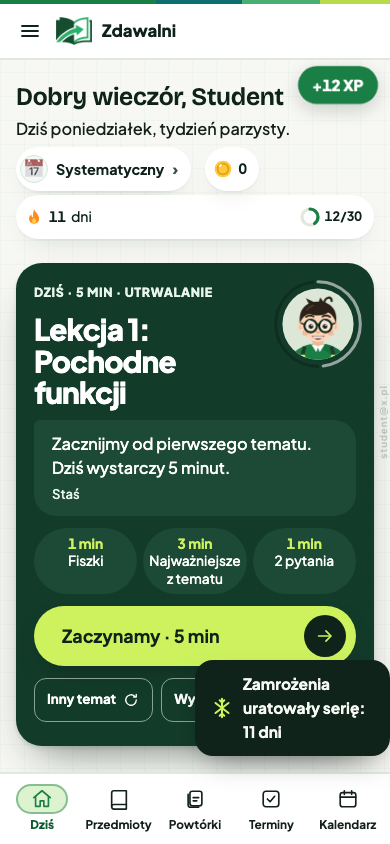 Zdawalni
+12 XP
Dobry wieczór, Student
Dziś poniedziałek, tydzień parzysty.
17 Systematyczny ›
0
11 dni
12/30
DZIŚ · 5 MIN · UTRWALANIE
Lekcja 1:
Pochodne
funkcji
Zacznijmy od pierwszego tematu.
Dziś wystarczy 5 minut.
Staś
student@x.pl
1 min
Fiszki
3 min
Najważniejsze
z tematu
1 min
2 pytania
Zaczynamy · 5 min
Inny temat
Wy
Zamrożenia
uratowały serię:
11 dni
Dziś
Przedmioty
Powtórki
Terminy
Kalendarz